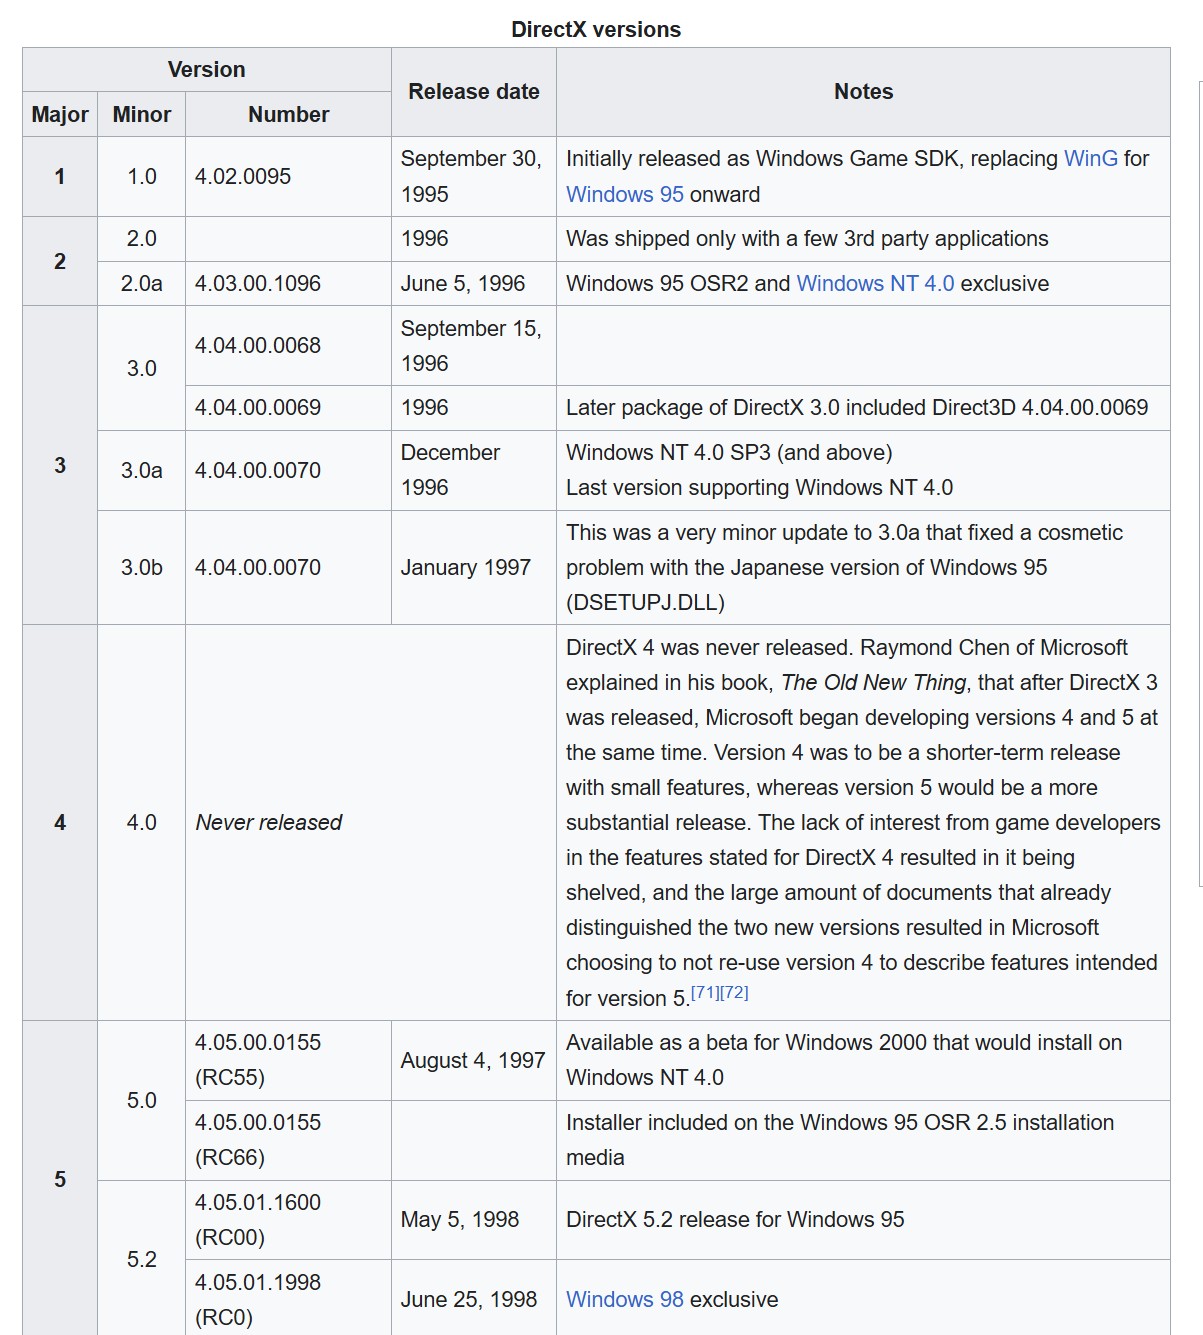 DirectX versions
Version
Release date
Notes
Major
Minor
Number
1
1.0
4.02.0095
September 30,
1995
Initially released as Windows Game SDK, replacing WinG for
Windows 95 onward
2
2.0
1996
Was shipped only with a few 3rd party applications
2.0a
4.03.00.1096
June 5, 1996
Windows 95 OSR2 and Windows NT 4.0 exclusive
3
3.0
4.04.00.0068
September 15,
1996
4.04.00.0069
1996
Later package of DirectX 3.0 included Direct3D 4.04.00.0069
3.0a
4.04.00.0070
December
1996
Windows NT 4.0 SP3 (and above)
Last version supporting Windows NT 4.0
3.0b
4.04.00.0070
January 1997
This was a very minor update to 3.0a that fixed a cosmetic
problem with the Japanese version of Windows 95
(DSETUPJ.DLL)
4
4.0
Never released
DirectX 4 was never released. Raymond Chen of Microsoft
explained in his book, The Old New Thing, that after DirectX 3
was released, Microsoft began developing versions 4 and 5 at
the same time. Version 4 was to be a shorter-term release
with small features, whereas version 5 would be a more
substantial release. The lack of interest from game developers
in the features stated for DirectX 4 resulted in it being
shelved, and the large amount of documents that already
distinguished the two new versions resulted in Microsoft
choosing to not re-use version 4 to describe features intended
for version 5.[71][72]
5
5.0
4.05.00.0155
(RC55)
August 4, 1997
Available as a beta for Windows 2000 that would install on
Windows NT 4.0
4.05.00.0155
(RC66)
Installer included on the Windows 95 OSR 2.5 installation
media
5.2
4.05.01.1600
(RC00)
May 5, 1998
DirectX 5.2 release for Windows 95
4.05.01.1998
(RC0)
June 25, 1998
Windows 98 exclusive